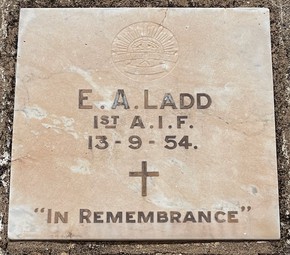 E. A. LADD
1ST A. I. F.
13 - 9 - 54.
"IN REMEMBRANCE"